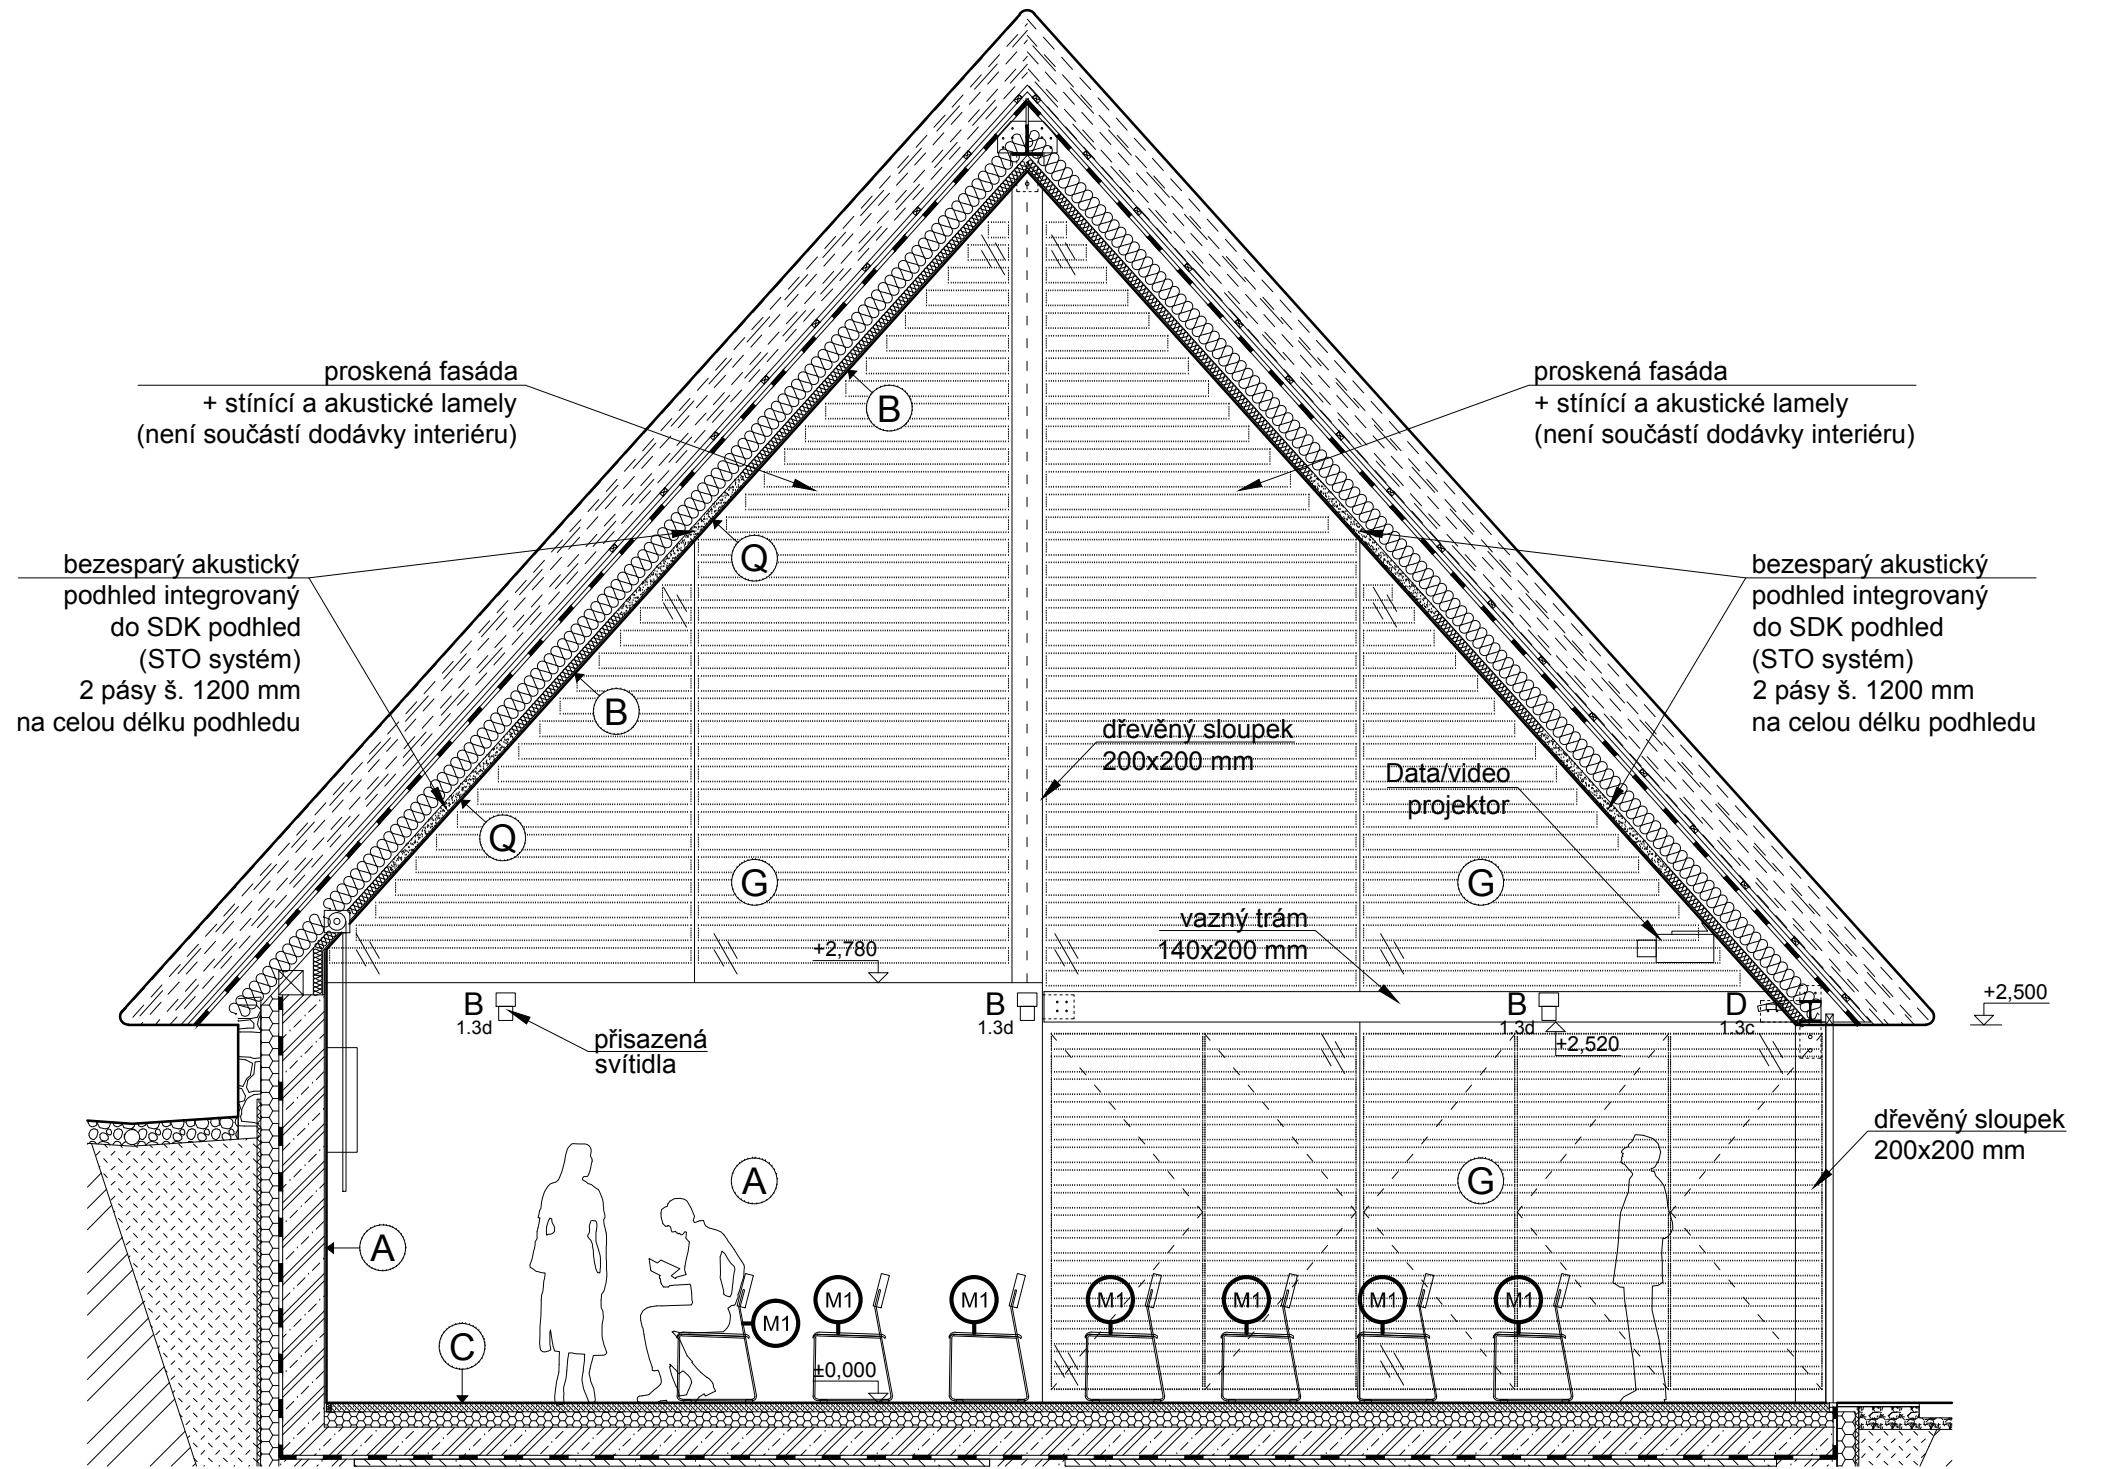 proskená fasáda
+ stínící a akustické lamely
(není součástí dodávky interiéru)
proskená fasáda
+ stínící a akustické lamely
(není součástí dodávky interiéru)
B
Q
bezesparý akustický
podhled integrovaný
do SDK podhled
(STO systém)
2 pásy š. 1200 mm
na celou délku podhledu
bezesparý akustický
podhled integrovaný
do SDK podhled
(STO systém)
2 pásy š. 1200 mm
na celou délku podhledu
B
dřevěný sloupek
200x200 mm
Data/video
projektor
Q
G
G
vazný trám
140x200 mm
+2,780
+2,500
B
1.3d
B
1.3d
B
1.3d
D
1.3c
přisazená
svítidla
+2,520
dřevěný sloupek
200x200 mm
A
G
A
M1
M1
M1
M1
M1
M1
M1
C
±0,000